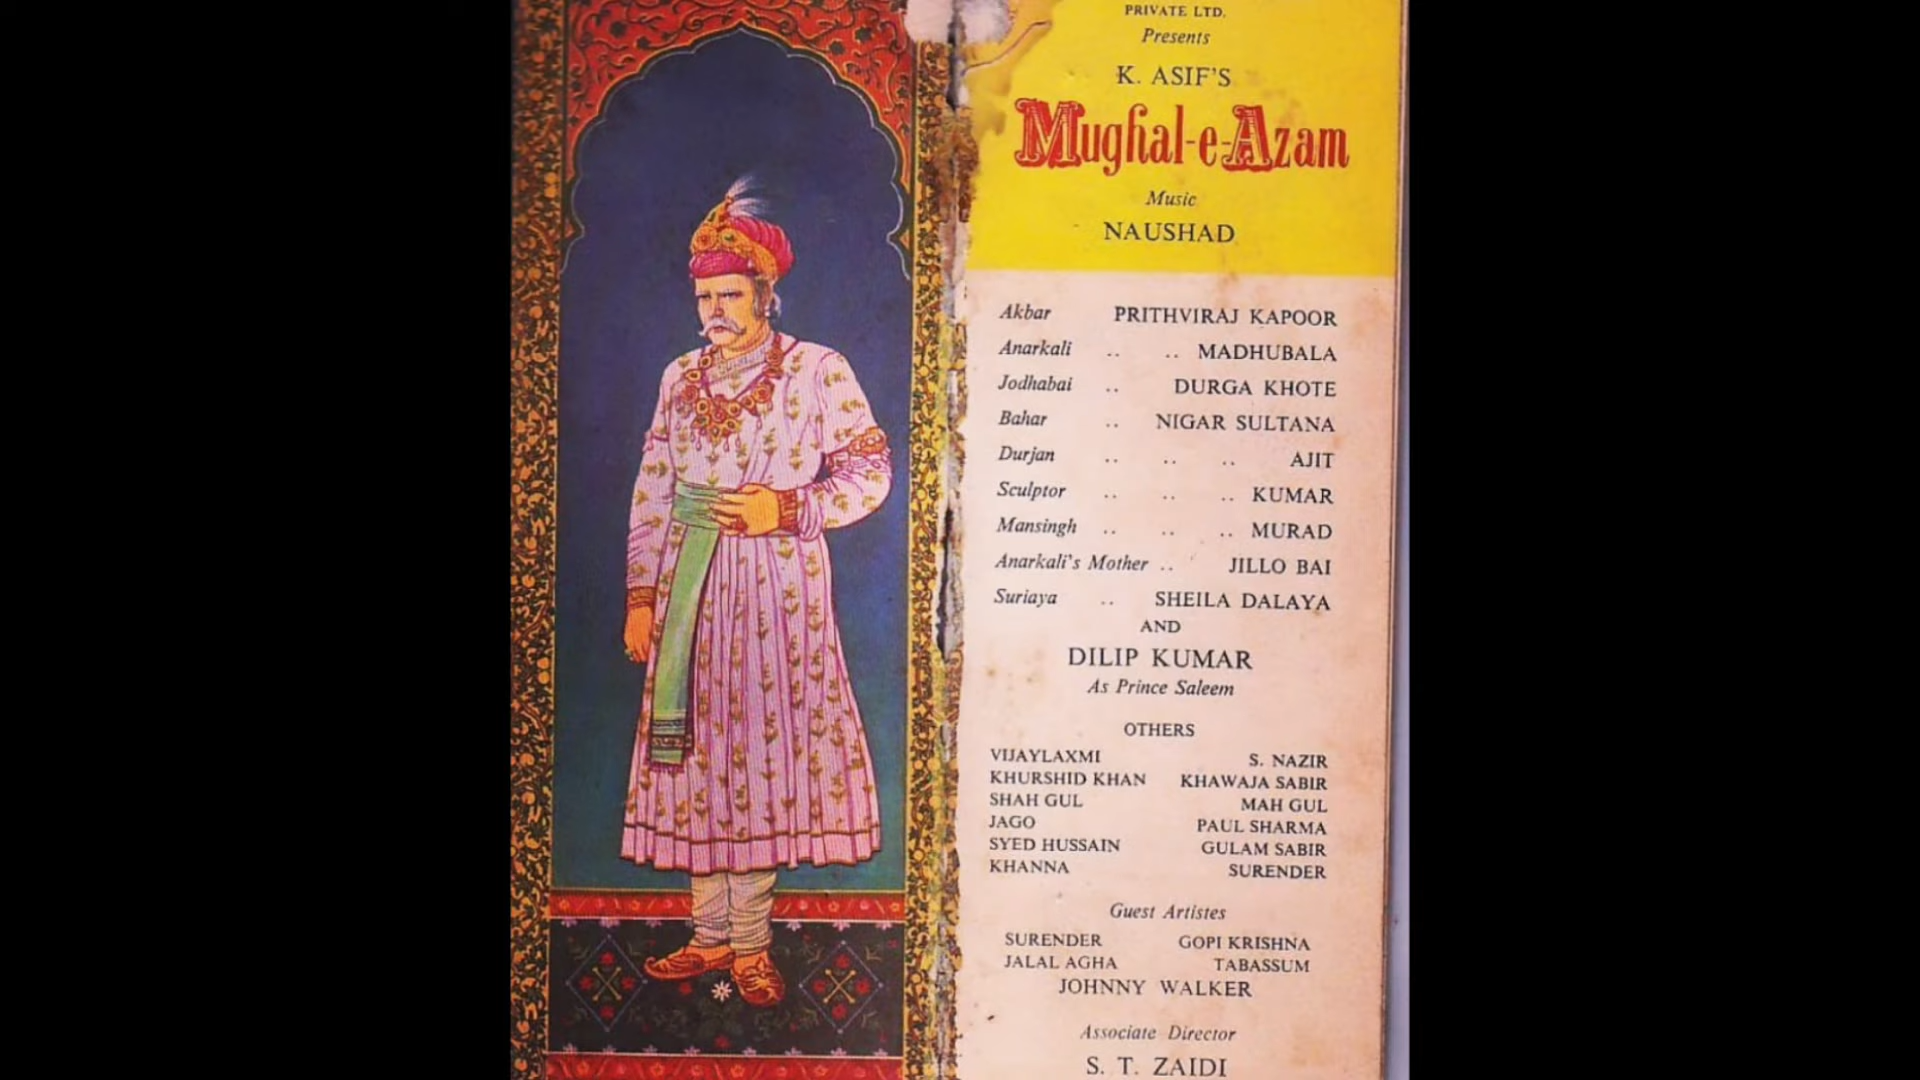 PRIVATE LTD.
Presents
K. ASIF'S
Mughal-e-Azam
Music
NAUSHAD
Akbar PRITHVIRAJ KAPOOR
Anarkali .. .. MADHUBALA
Jodhabai .. DURGA KHOTE
Bahar .. NIGAR SULTANA
Durjan .. .. .. AJIT
Sculptor .. .. .. KUMAR
Mansingh .. .. .. MURAD
Anarkali's Mother .. JILLO BAI
Suriaya .. SHEILA DALAYA
AND
DILIP KUMAR
As Prince Saleem
OTHERS
VIJAYLAXMI S. NAZIR
KHURSHID KHAN KHAWAJA SABIR
SHAH GUL MAH GUL
JAGO PAUL SHARMA
SYED HUSSAIN GULAM SABIR
KHANNA SURENDER
Guest Artistes
SURENDER GOPI KRISHNA
JALAL AGHA TABASSUM
JOHNNY WALKER
Associate Director
S. T. ZAIDI